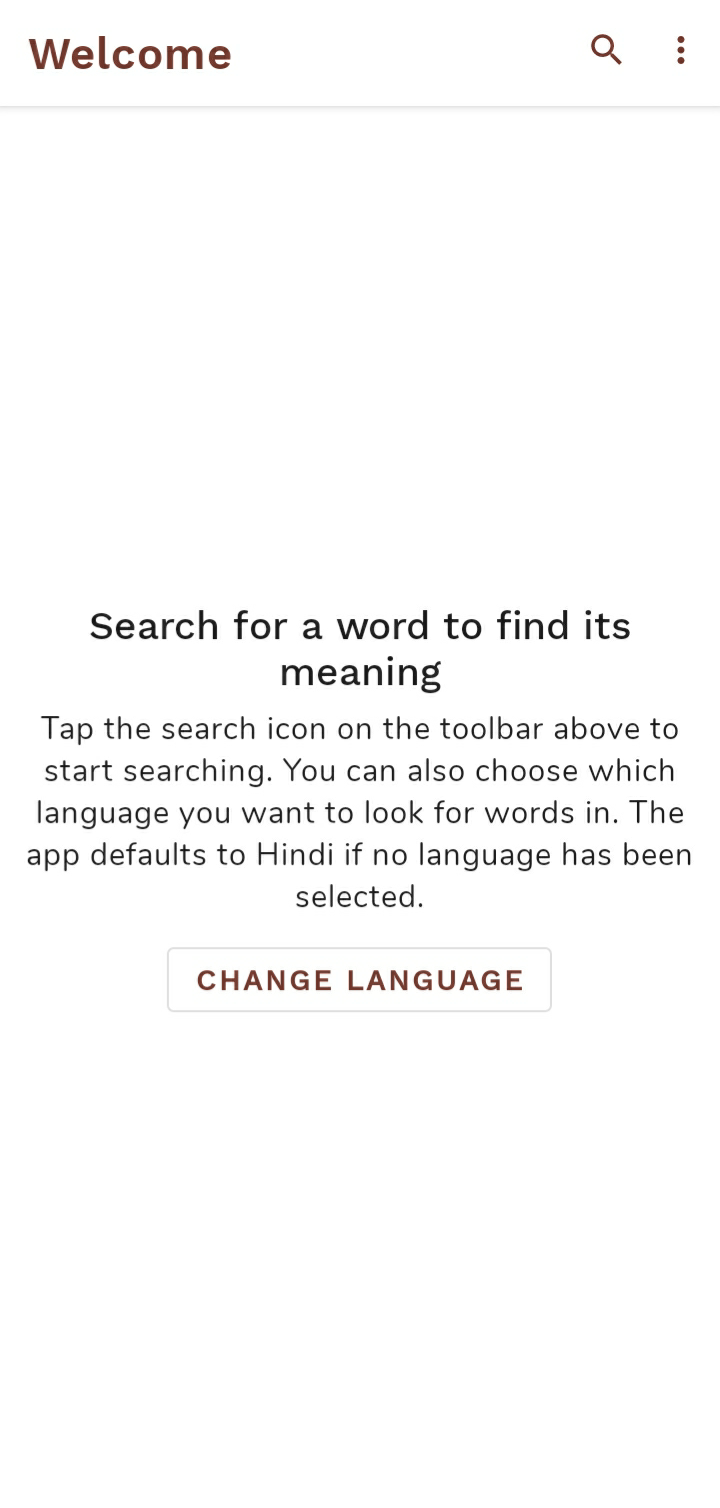 Welcome
Search for a word to find its
meaning
Tap the search icon on the toolbar above to
start searching. You can also choose which
language you want to look for words in. The
app defaults to Hindi if no language has been
selected.
CHANGE LANGUAGE